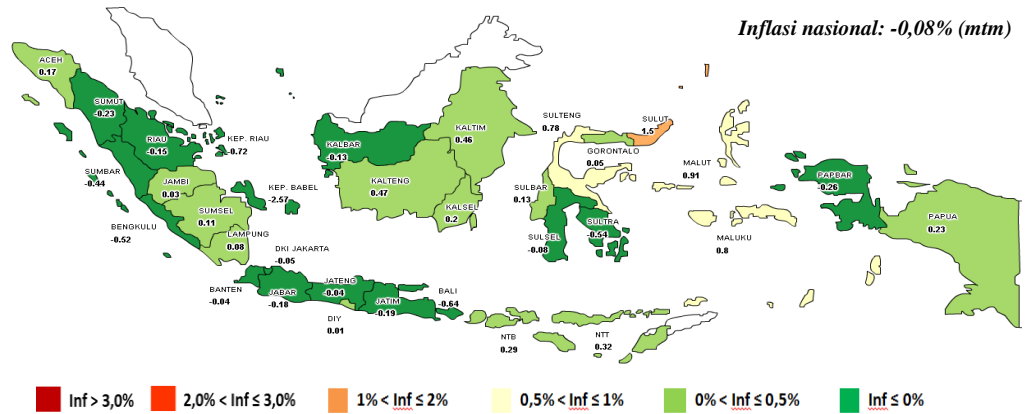 Inflasi nasional: -0,08% (mtm)
ACEH
0.17
SUMUT
-0.23
RIAU
-0.15
KEP. RIAU
-0.72
SUMBAR
-0.44
JAMBI
0.03
KEP. BABEL
-2.57
SUMSEL
0.11
BENGKULU
-0.52
LAMPUNG
0.08
DKI JAKARTA
-0.05
BANTEN
-0.04
JABAR
-0.18
JATENG
-0.04
DIY
0.01
JATIM
-0.19
BALI
-0.64
NTB
0.29
NTT
0.32
KALBAR
-0.13
KALTENG
0.47
KALTIM
0.46
KALSEL
0.2
SULTENG
0.78
SULUT
1.5
GORONTALO
0.05
SULBAR
0.13
SULSEL
-0.08
SULTRA
-0.54
MALUT
0.91
MALUKU
0.8
PAPBAR
-0.26
PAPUA
0.23
Inf > 3,0%
2,0% < Inf ≤ 3,0%
1% < Inf ≤ 2%
0,5% < Inf ≤ 1%
0% < Inf ≤ 0,5%
Inf ≤ 0%